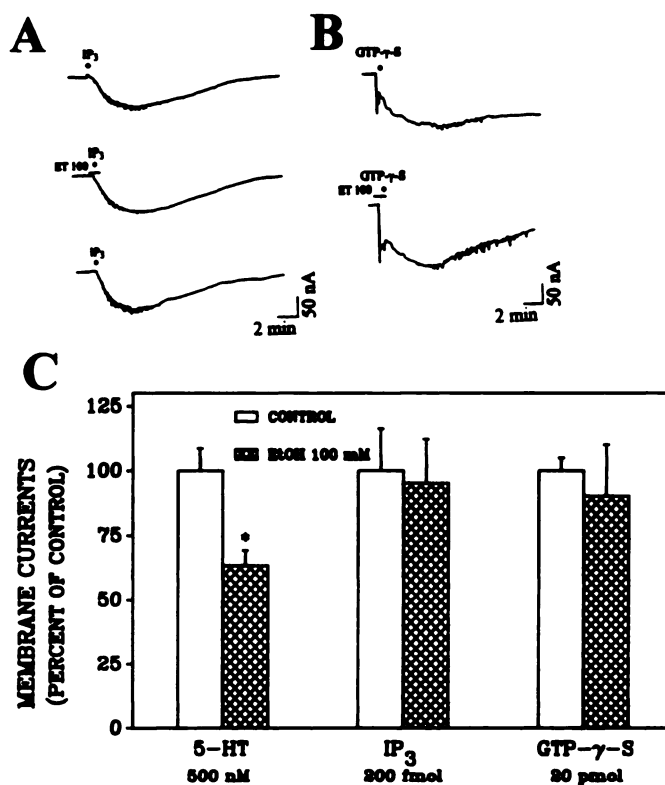 A
IP3
ET 100
IP3
IP3
50 nA
2 min
B
GTP-γ-S
ET 100
GTP-γ-S
50 nA
2 min
C
MEMBRANE CURRENTS
(PERCENT OF CONTROL)
125
100
75
50
25
0
CONTROL
EtOH 100 mM
*
5-HT
500 nM
IP3
200 fmol
GTP-γ-S
20 pmol